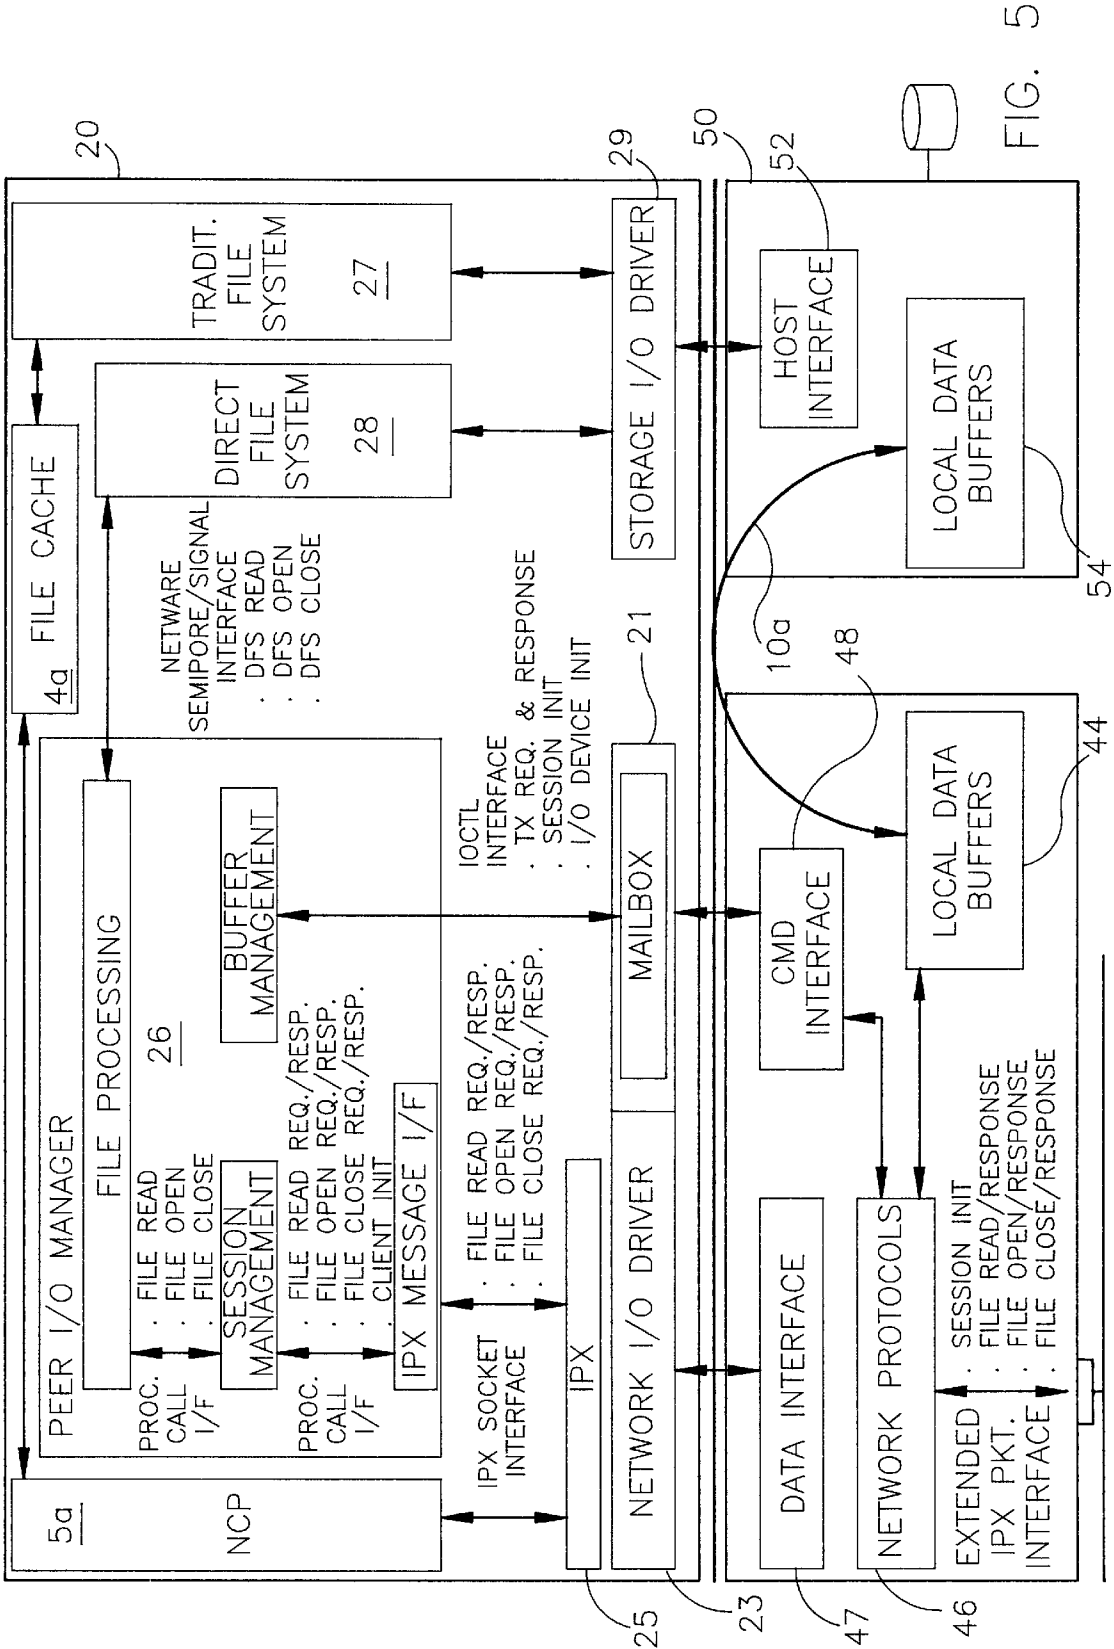 20
5a
NCP
PEER I/O MANAGER
FILE PROCESSING
26
PROC.
CALL
I/F
. FILE READ
. FILE OPEN
. FILE CLOSE
SESSION
MANAGEMENT
BUFFER
MANAGEMENT
PROC.
CALL
I/F
. FILE READ REQ./RESP.
. FILE OPEN REQ./RESP.
. FILE CLOSE REQ./RESP.
. CLIENT INIT
IPX MESSAGE I/F
4a
FILE CACHE
NETWARE
SEMIPORE/SIGNAL
INTERFACE
. DFS READ
. DFS OPEN
. DFS CLOSE
DIRECT
FILE
SYSTEM
28
TRADIT.
FILE
SYSTEM
27
IPX SOCKET
INTERFACE
. FILE READ REQ./RESP.
. FILE OPEN REQ./RESP.
. FILE CLOSE REQ./RESP.
IOCTL
INTERFACE
. TX REQ. & RESPONSE
. SESSION INIT
. I/O DEVICE INIT
IPX
25
NETWORK I/O DRIVER
23
MAILBOX
21
STORAGE I/O DRIVER
29
DATA INTERFACE
47
CMD
INTERFACE
48
10a
HOST
INTERFACE
52
50
NETWORK PROTOCOLS
46
LOCAL DATA
BUFFERS
44
LOCAL DATA
BUFFERS
54
EXTENDED
IPX PKT.
INTERFACE
. SESSION INIT
. FILE READ/RESPONSE
. FILE OPEN/RESPONSE
. FILE CLOSE/RESPONSE
FIG. 5